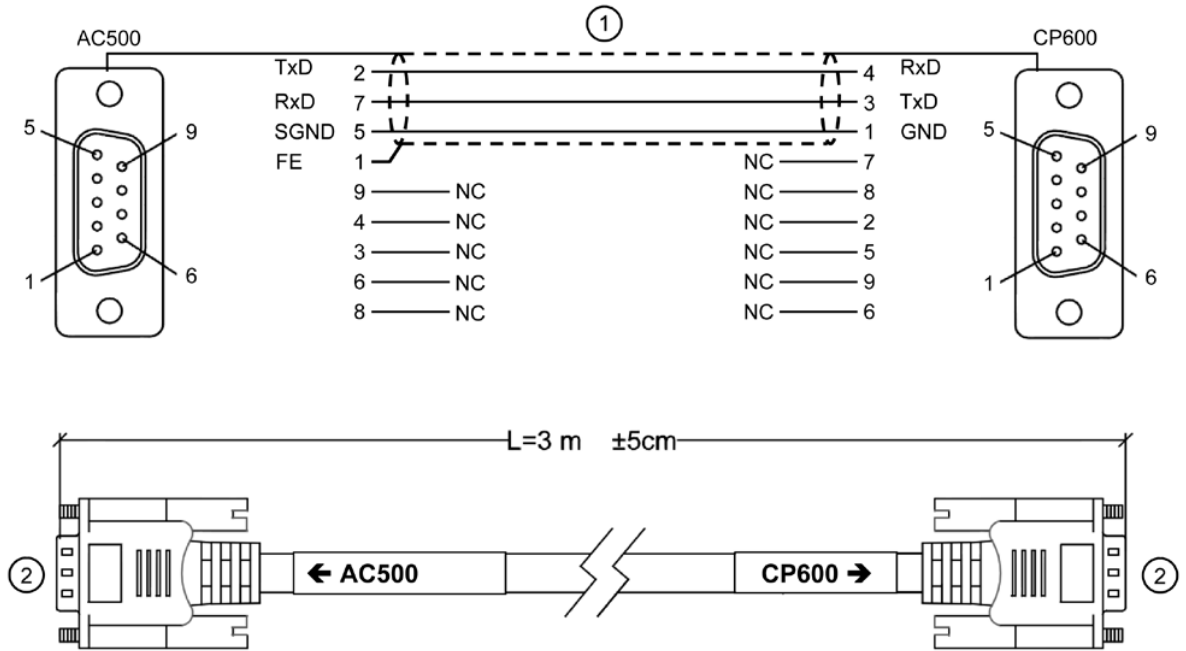 1
AC500
CP600
TxD 2 4 RxD
RxD 7 3 TxD
SGND 5 1 GND
FE 1 NC 7
9 NC NC 8
4 NC NC 2
3 NC NC 5
6 NC NC 9
8 NC NC 6
5 9
1 6
5 9
1 6
L=3 m ±5cm
2 ← AC500 CP600 → 2